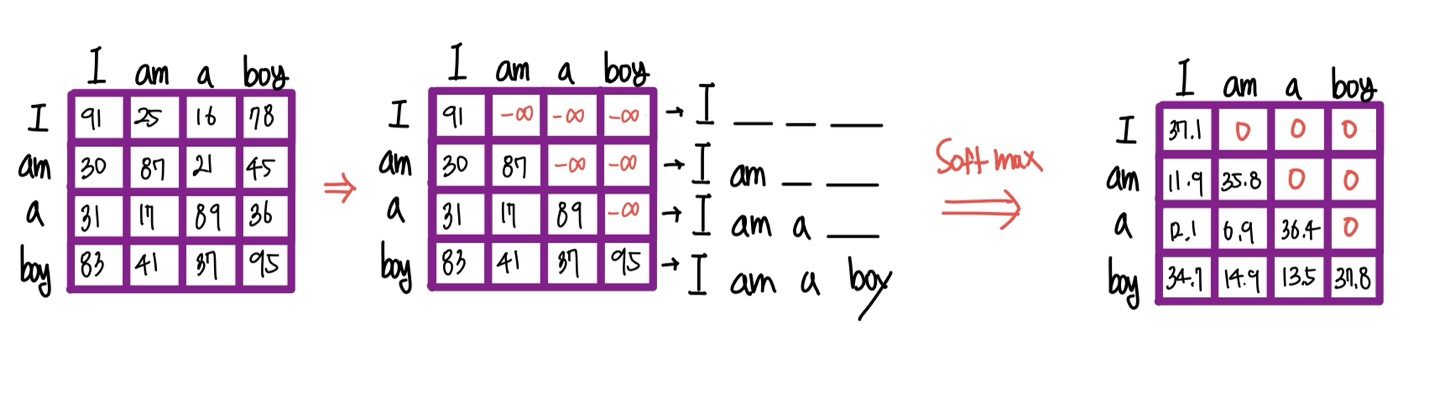 I am a boy
I 91 25 16 78
am 30 87 21 45
a 31 17 89 36
boy 83 41 37 95
⇒
I am a boy
I 91 -∞ -∞ -∞ → I _ _ _
am 30 87 -∞ -∞ → I am _ _
a 31 17 89 -∞ → I am a _
boy 83 41 37 95 → I am a boy
Softmax
⇒
I am a boy
I 37.1 0 0 0
am 11.9 35.8 0 0
a 12.1 6.9 36.4 0
boy 34.7 14.9 13.5 37.8